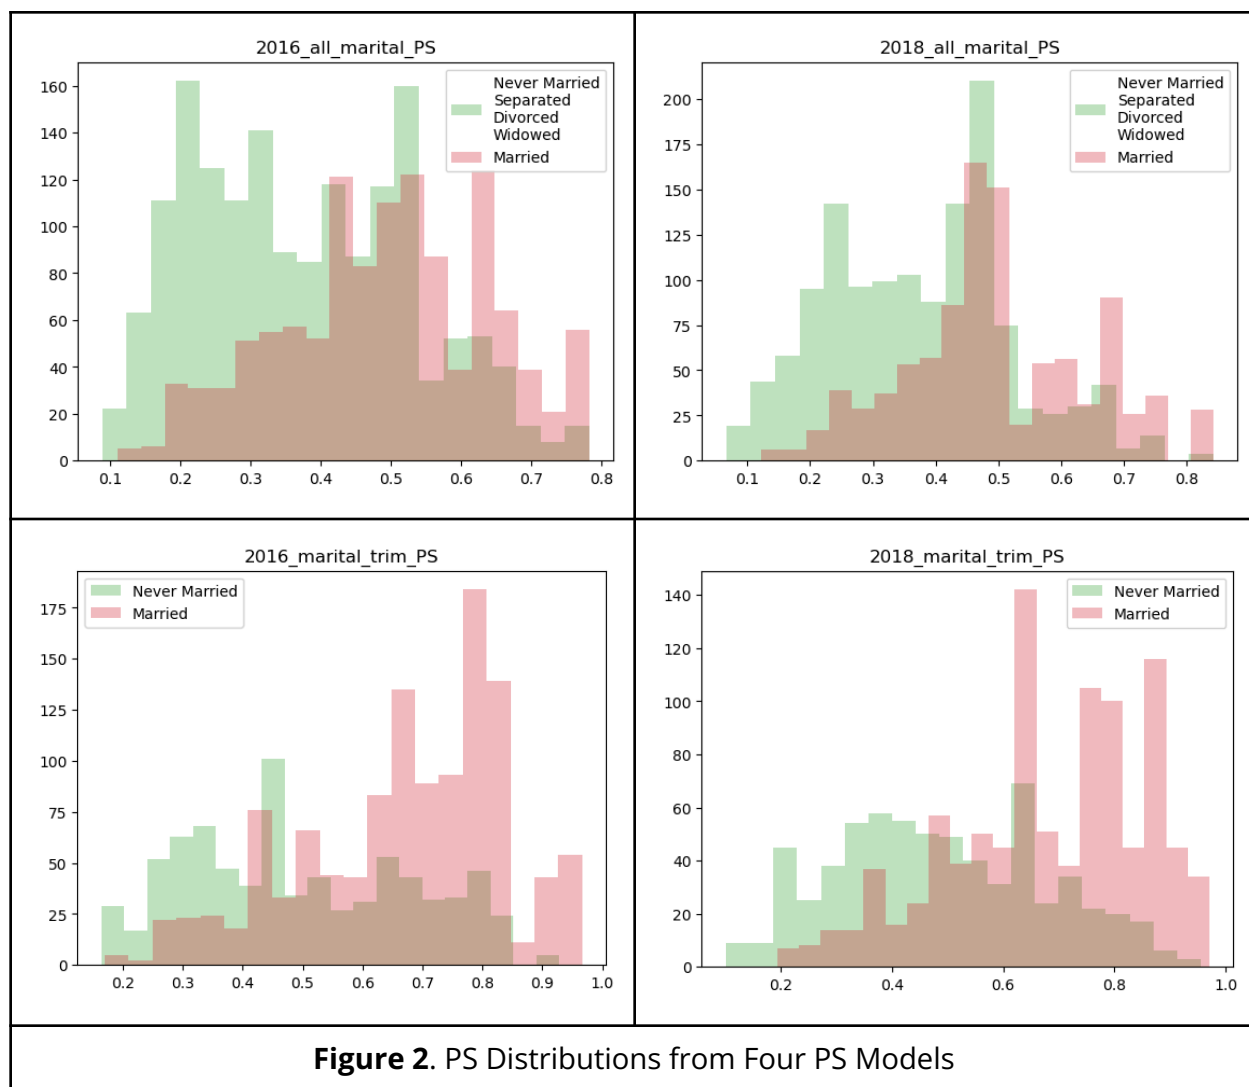 2016_all_marital_PS
160
140
120
100
80
60
40
20
0
0.1 0.2 0.3 0.4 0.5 0.6 0.7 0.8
Never Married
Separated
Divorced
Widowed
Married
2018_all_marital_PS
200
175
150
125
100
75
50
25
0
0.1 0.2 0.3 0.4 0.5 0.6 0.7 0.8
Never Married
Separated
Divorced
Widowed
Married
2016_marital_trim_PS
175
150
125
100
75
50
25
0
0.2 0.3 0.4 0.5 0.6 0.7 0.8 0.9 1.0
Never Married
Married
2018_marital_trim_PS
140
120
100
80
60
40
20
0
0.2 0.4 0.6 0.8 1.0
Never Married
Married
Figure 2. PS Distributions from Four PS Models